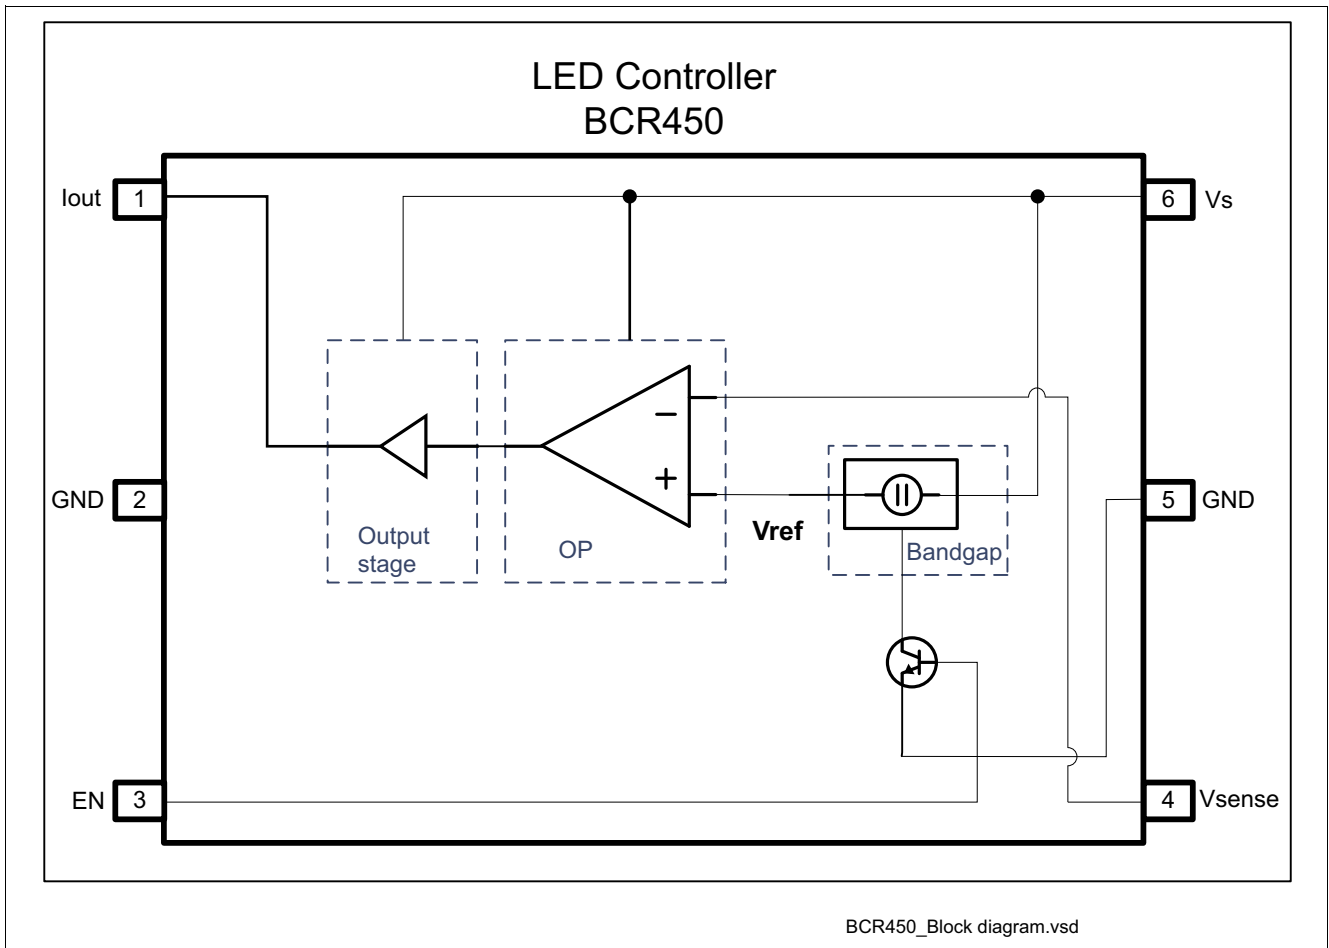 LED Controller
BCR450
Iout 1
6 Vs
GND 2
5 GND
Output
stage
OP
Vref
Bandgap
EN 3
4 Vsense
BCR450_Block diagram.vsd